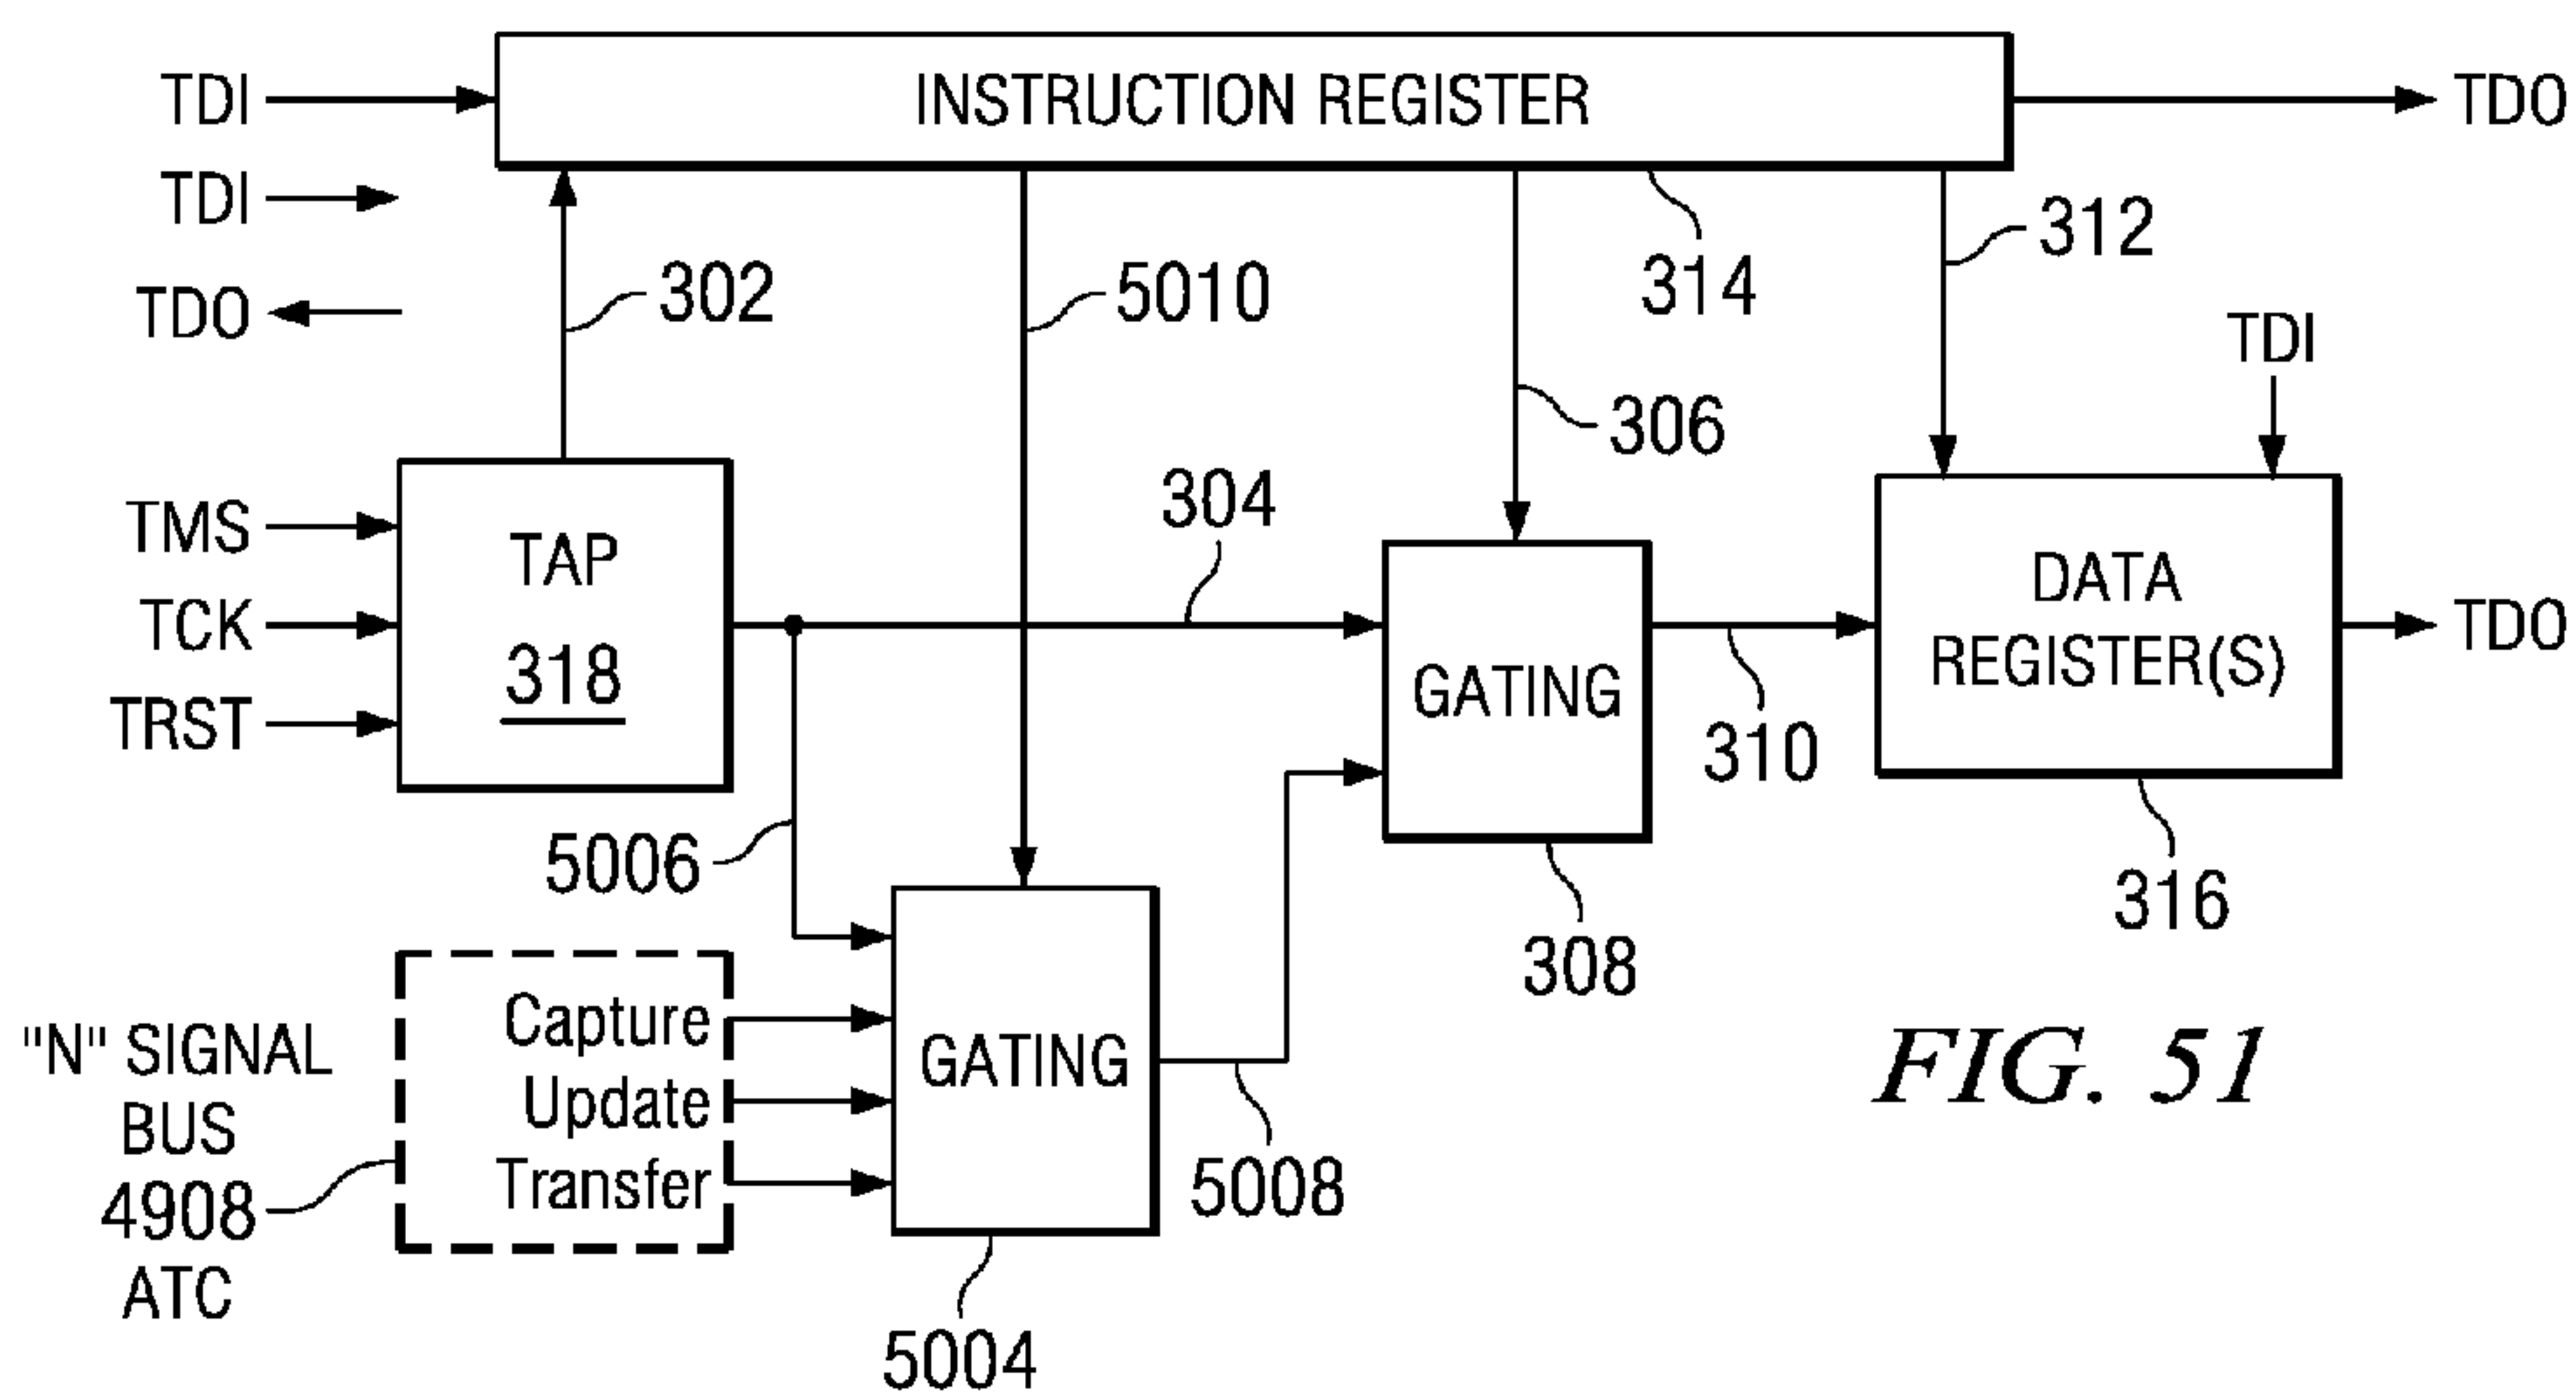 TDI
INSTRUCTION REGISTER
TDO
TDI
TDO
302
5010
314
312
TDI
306
304
TMS
TCK
TRST
TAP
318
GATING
310
DATA
REGISTER(S)
TDO
316
308
5006
"N" SIGNAL
BUS
4908
ATC
Capture
Update
Transfer
GATING
5008
5004
FIG. 51